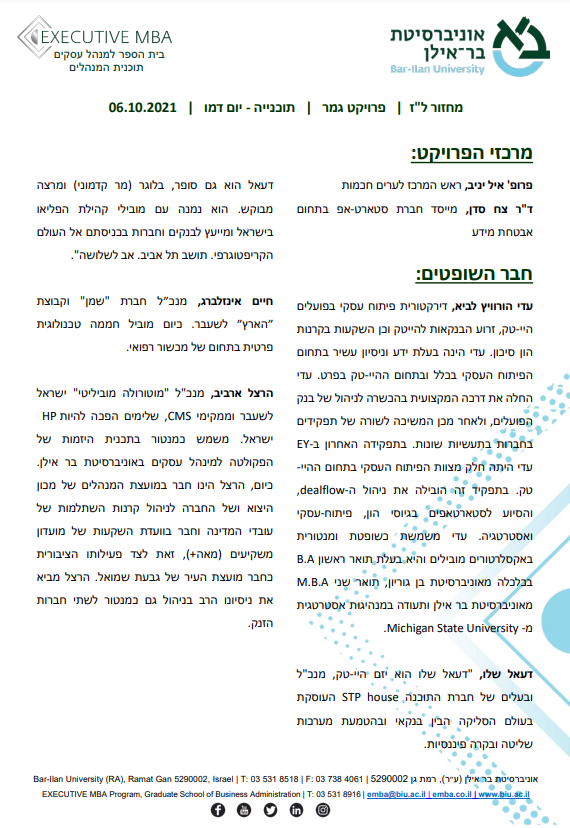 EXECUTIVE MBA
בית הספר למנהל עסקים
תוכנית המנהלים
אוניברסיטת
בר-אילן
Bar-Ilan University
מחזור ל"ז | פרויקט גמר | תוכנייה - יום דמו | 06.10.2021
מרכזי הפרויקט:
פרופ' איל יניב, ראש המרכז לערים חכמות
ד"ר צח סדן, מייסד חברת סטארט-אפ בתחום
אבטחת מידע
חבר השופטים:
עדי הורוויץ לביא, דירקטורית פיתוח עסקי בפועלים
היי-טק, זרוע הבנקאות להייטק וכן השקעות בקרנות
הון סיכון. עדי הינה בעלת ידע וניסיון עשיר בתחום
הפיתוח העסקי בכלל ובתחום ההיי-טק בפרט. עדי
החלה את דרכה המקצועית בהכשרה לניהול של בנק
הפועלים, ולאחר מכן המשיכה לשורה של תפקידים
בחברות בתעשיות שונות. בתפקידה האחרון ב-EY
עדי היתה חלק מצוות הפיתוח העסקי בתחום ההיי-
טק. בתפקיד זה הובילה את ניהול ה-dealflow,
והסיוע לסטארטאפים בגיוסי הון, פיתוח-עסקי
ואסטרטגיה. עדי משמשת כשופטת ומנטורית
באקסלרטורים מובילים והיא בעלת תואר ראשון B.A
בכלכלה מאוניברסיטת בן גוריון, תואר שני M.B.A
מאוניברסיטת בר אילן ותעודה במנהיגות אסטרטגית
מ- Michigan State University.
דעאל שלו, "דעאל שלו הוא יזם היי-טק, מנכ"ל
ובעלים של חברת התוכנה STP house העוסקת
בעולם הסליקה הבין בנקאי ובהטמעת מערכות
שליטה ובקרה פיננסיות.
דעאל הוא גם סופר, בלוגר (מר קדמוני) ומרצה
מבוקש. הוא נמנה עם מובילי קהילת הפליאו
בישראל ומייעץ לבנקים וחברות בכניסתם אל העולם
הקריפטוגרפי. תושב תל אביב. אב לשלושה".
חיים אינזלברג, מנכ"ל חברת "שמן" וקבוצת
"הארץ" לשעבר. כיום מוביל חממה טכנולוגית
פרטית בתחום של מכשור רפואי.
הרצל ארביב, מנכ"ל "מוטורולה מוביליטי" ישראל
לשעבר וממקימי CMS, שלימים הפכה להיות HP
ישראל. משמש כמנטור בתכנית היזמות של
הפקולטה למינהל עסקים באוניברסיטת בר אילן.
כיום, הרצל הינו חבר במועצת המנהלים של מכון
היצוא ושל החברה לניהול קרנות השתלמות של
עובדי המדינה וחבר בוועדת השקעות של מועדון
משקיעים (מאה+), זאת לצד פעילותו הציבורית
כחבר מועצת העיר של גבעת שמואל. הרצל מביא
את ניסיונו הרב בניהול גם כמנטור לשתי חברות
הזנק.
אוניברסיטת בר אילן (ע"ר), רמת גן 5290002 | Bar-Ilan University (RA), Ramat Gan 5290002, Israel | T: 03 531 8518 | F: 03 738 4061
EXECUTIVE MBA Program, Graduate School of Business Administration | T: 03 531 8916 | emba@biu.ac.il | emba.co.il | www.biu.ac.il